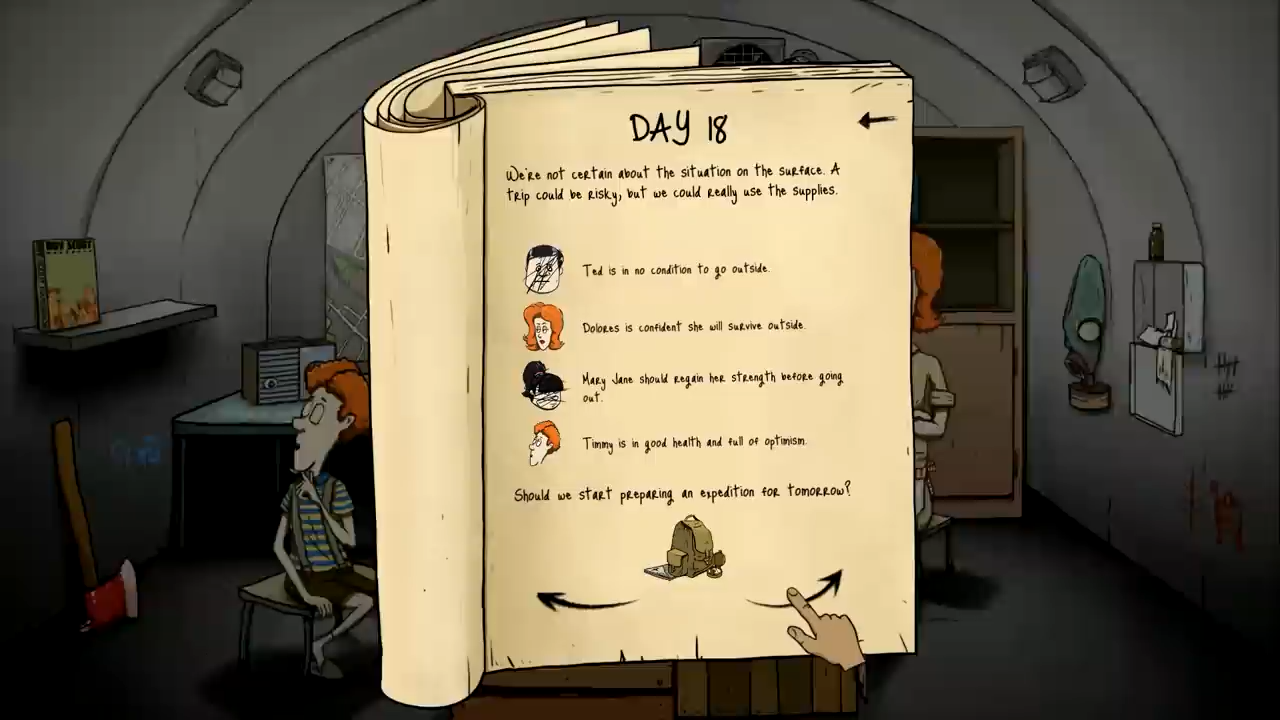 DAY 18
We're not certain about the situation on the surface. A
trip could be risky, but we could really use the supplies.
Ted is in no condition to go outside.
Dolores is confident she will survive outside.
Mary Jane should regain her strength before going
out.
Timmy is in good health and full of optimism.
Should we start preparing an expedition for tomorrow?